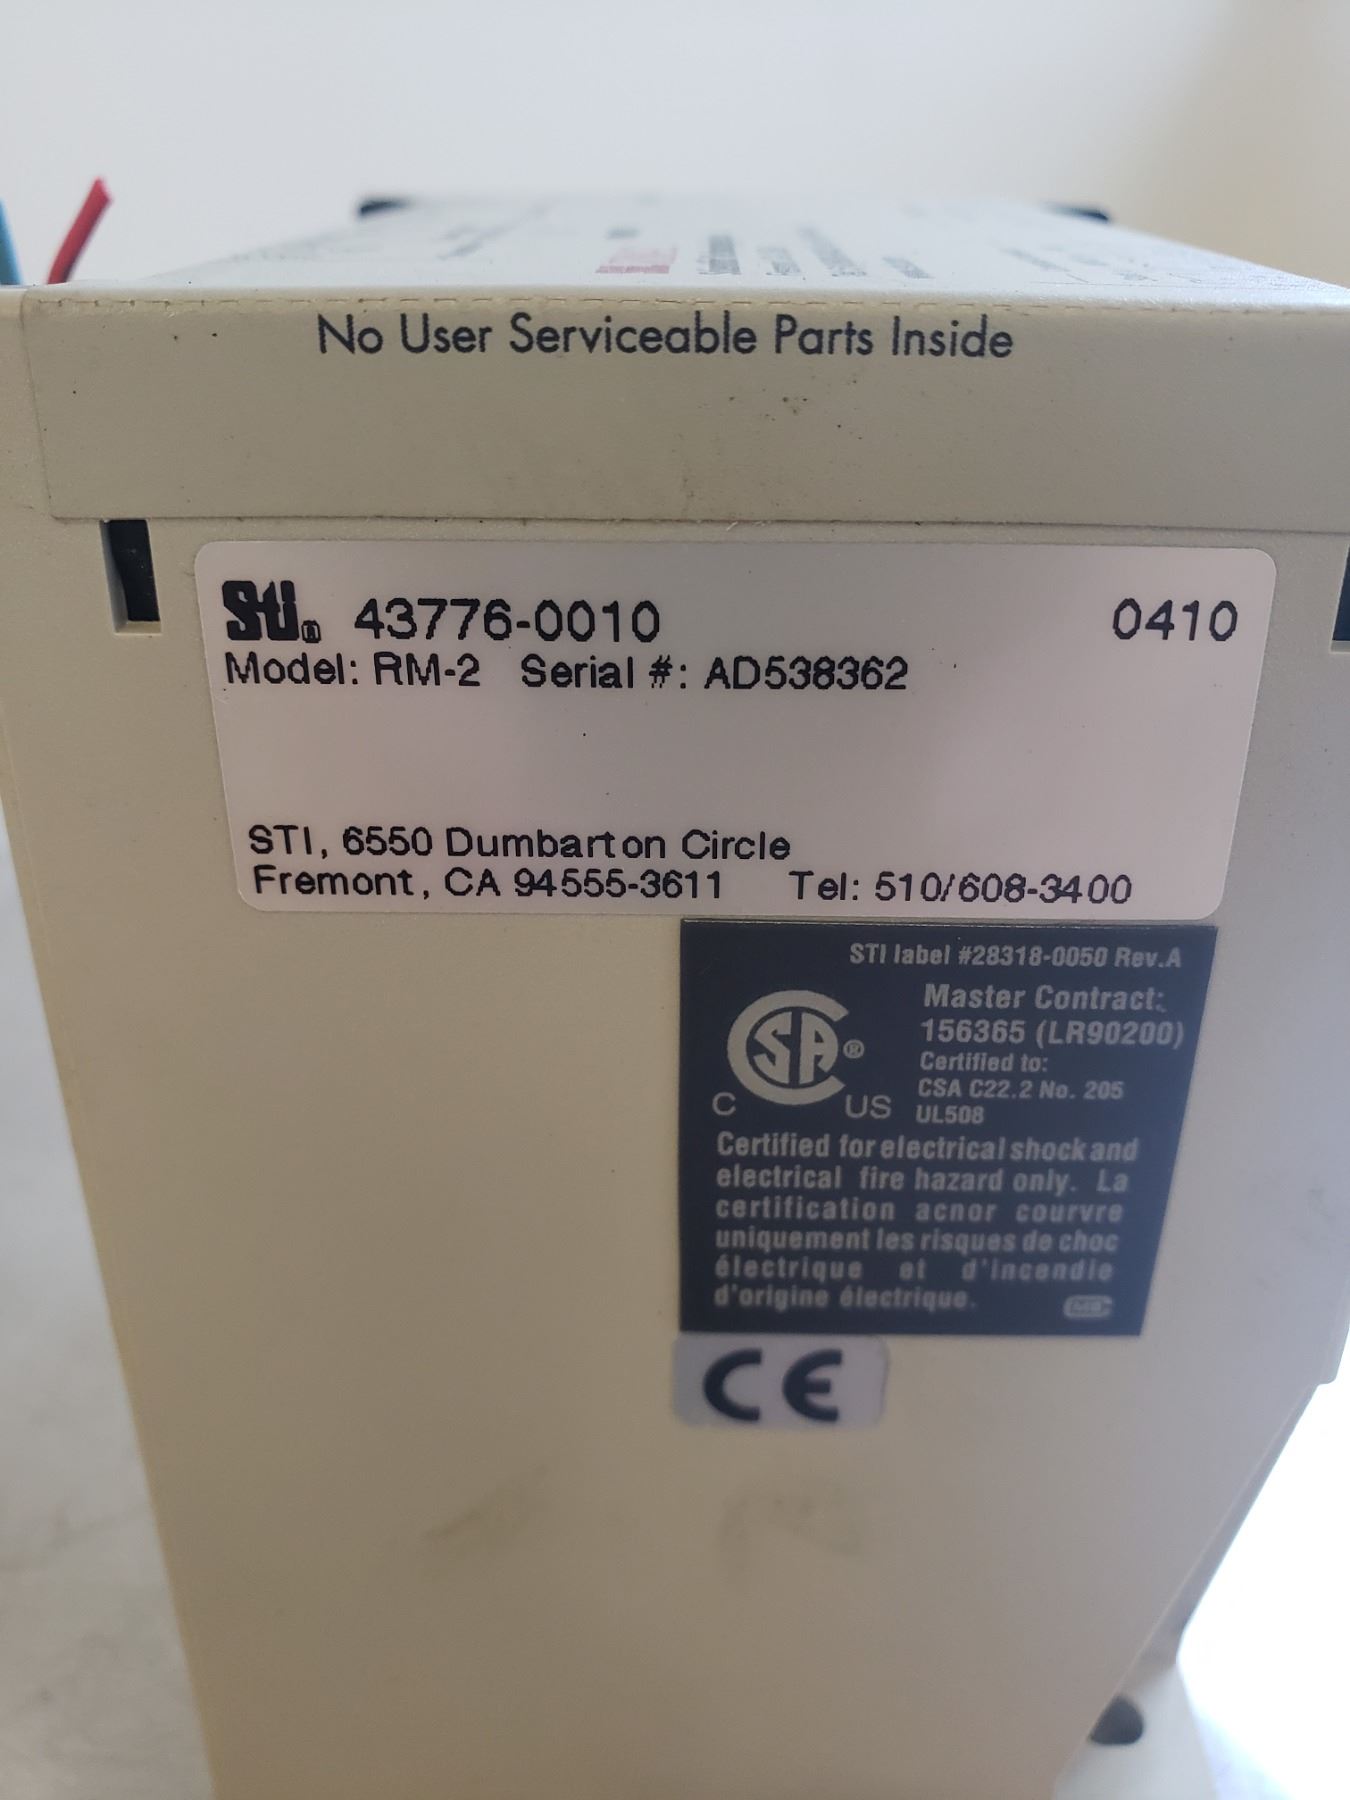 No User Serviceable Parts Inside
Sti® 43776-0010 0410
Model: RM-2 Serial #: AD538362
STI, 6550 Dumbarton Circle
Fremont, CA 94555-3611 Tel: 510/608-3400
STI label #28318-0050 Rev.A
Master Contract:
156365 (LR90200)
Certified to:
CSA C22.2 No. 205
UL508
CSA®
C US
Certified for electrical shock and
electrical fire hazard only. La
certification acnor courvre
uniquement les risques de choc
électrique et d'incendie
d'origine électrique.
CE